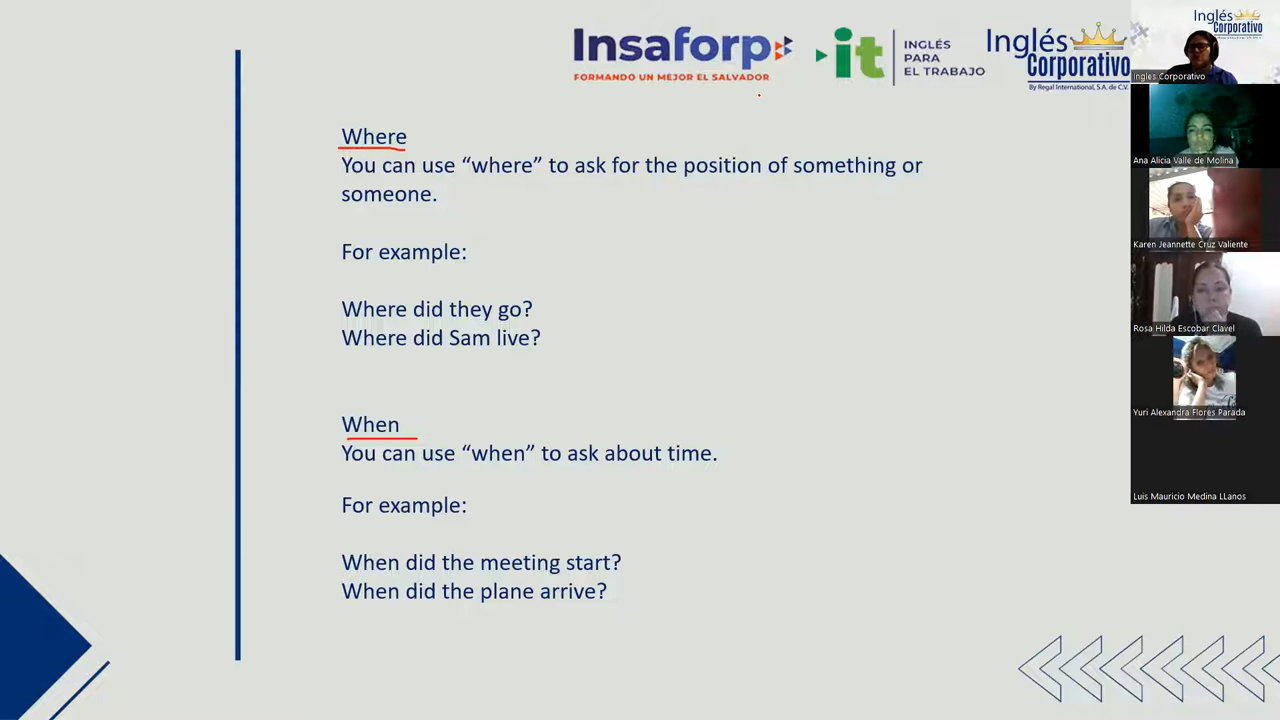 Insaforp
FORMANDO UN MEJOR EL SALVADOR
it
INGLÉS
PARA
EL TRABAJO
Inglés
Corporativo
By Regal International, S.A. de C.V.
Where
You can use “where” to ask for the position of something or
someone.
For example:
Where did they go?
Where did Sam live?
When
You can use “when” to ask about time.
For example:
When did the meeting start?
When did the plane arrive?
Inglés
Corporativo
Ingles Corporativo
Ana Alicia Valle de Molina
Karen Jeannette Cruz Valiente
Rosa Hilda Escobar Clavel
Yuri Alexandra Flores Parada
Luis Mauricio Medina LLanos